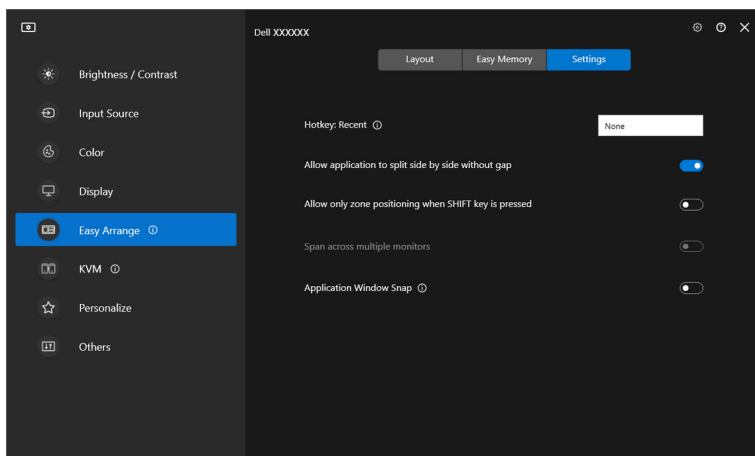 Dell XXXXXX
Layout Easy Memory Settings
Brightness / Contrast
Input Source
Color
Display
Easy Arrange
KVM
Personalize
Others
Hotkey: Recent None
Allow application to split side by side without gap
Allow only zone positioning when SHIFT key is pressed
Span across multiple monitors
Application Window Snap